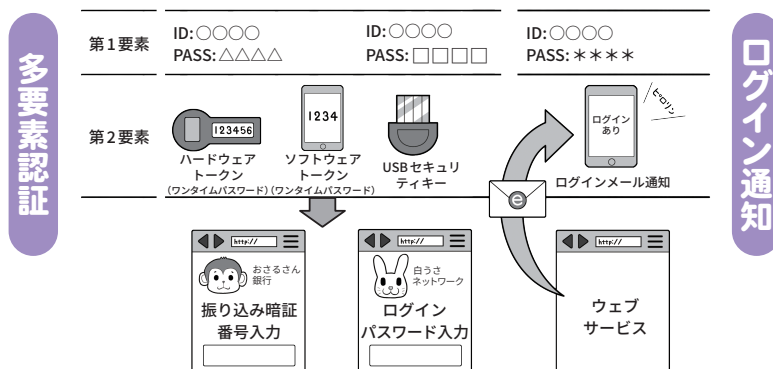 多要素認証
ログイン通知
第1要素
ID:○○○○
PASS:△△△△
ID:○○○○
PASS:□□□□
ID:○○○○
PASS:＊＊＊＊
第2要素
123456
ハードウェア
トークン
(ワンタイムパスワード)
1234
ソフトウェア
トークン
(ワンタイムパスワード)
USBセキュリ
ティキー
ログイン
あり
ピロリン
ログインメール通知
e
http://
おさるさん
銀行
振り込み暗証
番号入力
http://
白うさ
ネットワーク
ログイン
パスワード入力
http://
ウェブ
サービス